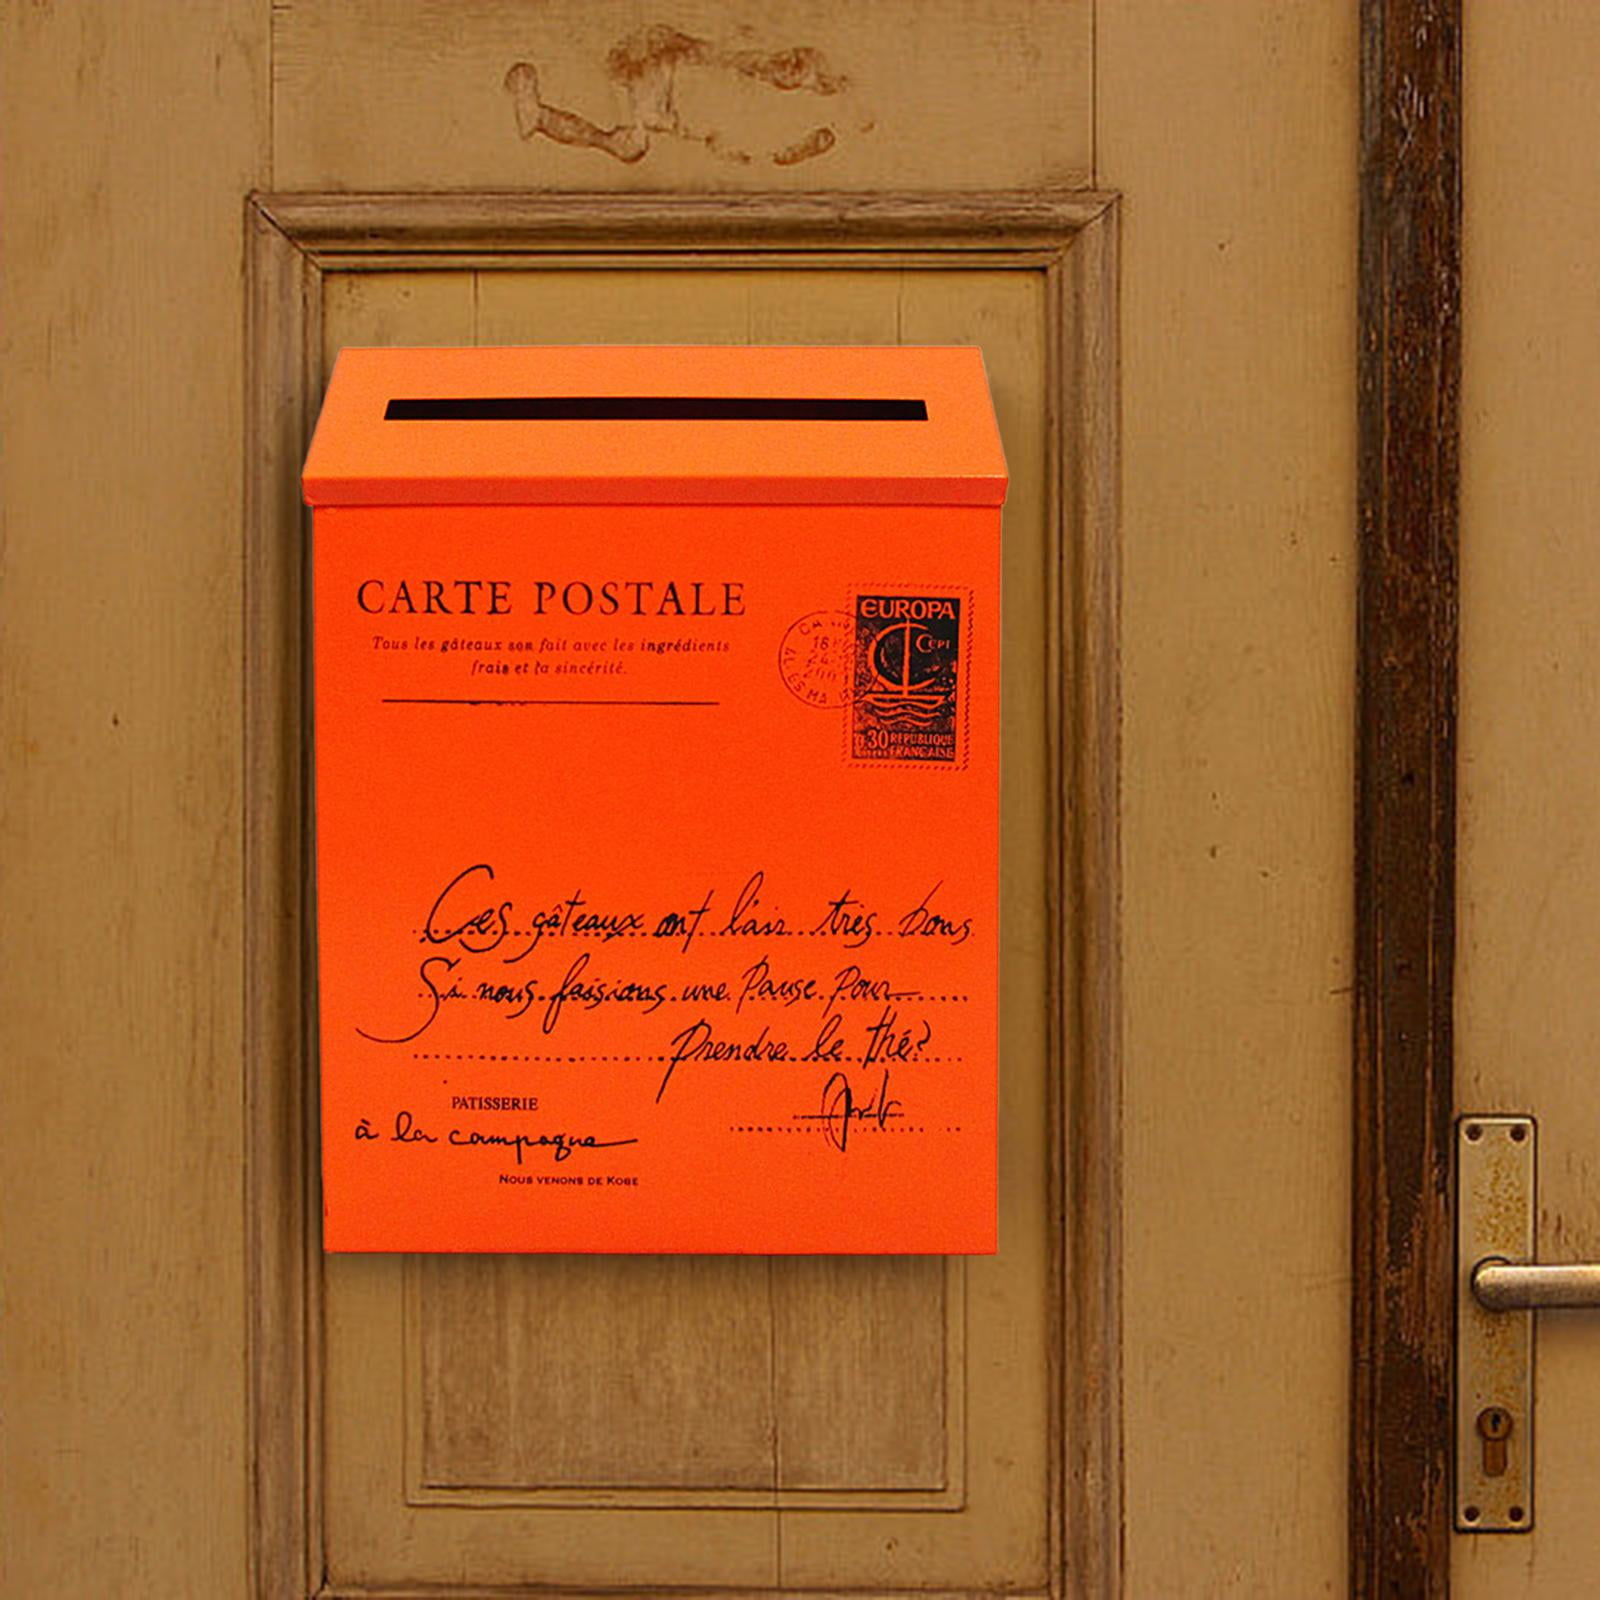 CARTE POSTALE
Tous les gâteaux son fait avec les ingrédients
frais et la sincérité.
EUROPA
CEPT
0.30 REPUBLIQUE
FRANCAISE
Ces gâteaux ont l'air très bons
Si nous faisions une Pause Pour
Prendre le thé?
PATISSERIE
à la campagne
NOUS VENONS DE KOBE